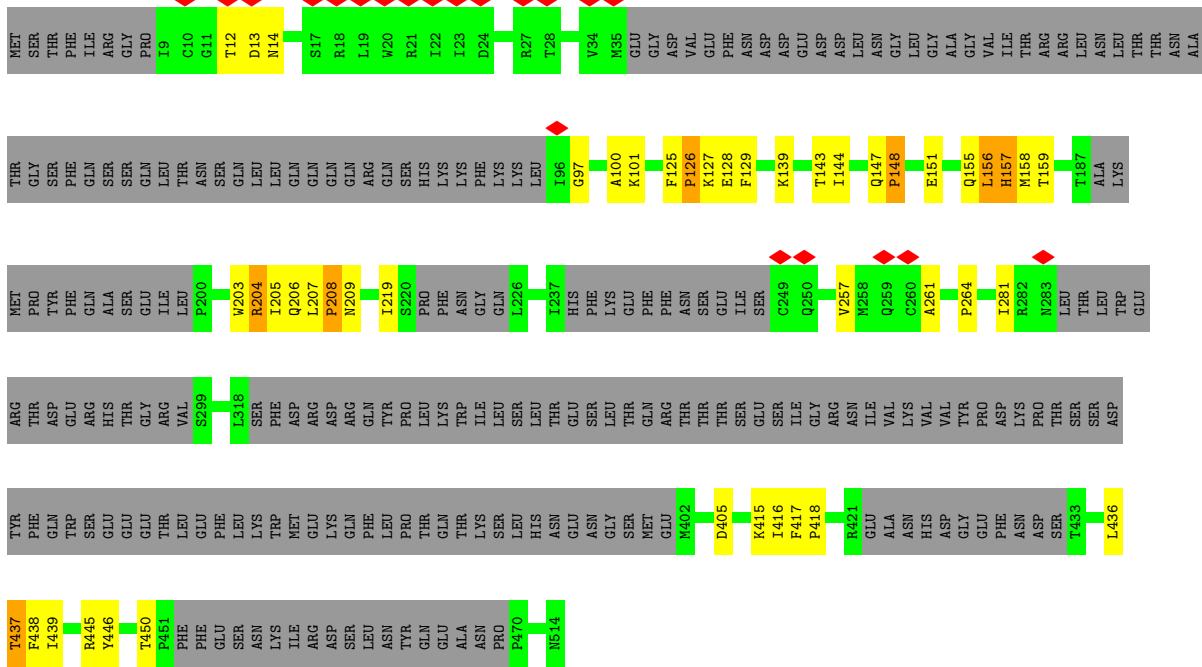 MET SER THR PHE ILE ARG GLY PRO I9 C10 G11 T12 D13 N14 S17 R18 L19 W20 R21 I22 I23 D24 R27 T28 V34 M35 GLU GLY ASP VAL GLU PHE ASN ASP ASP GLU ASP ASP LEU ASN GLY LEU GLY ALA GLY VAL ILE THR ARG ARG LEU ASN LEU THR THR ASN ALA
THR GLY SER PHE GLN SER SER GLN LEU THR ASN SER GLN LEU LEU GLN GLN GLN GLN ARG GLN SER HIS LYS LYS PHE LYS LYS LEU I96 G97 A100 K101 F125 P126 K127 E128 F129 K139 T143 I144 Q147 P148 E151 Q155 L156 H157 M158 T159 T187 ALA LYS
MET PRO TYR PHE GLN ALA SER GLU ILE LEU P200 W203 R204 I205 Q206 L207 P208 N209 I219 S220 PRO PHE ASN GLY GLN L226 I237 HIS PHE LYS GLU PHE PHE ASN SER GLU ILE SER C249 Q250 V257 M258 Q259 C260 A261 P264 I281 R282 N283 LEU THR LEU TRP GLU
ARG THR ASP GLU ARG HIS THR GLY ARG VAL S299 L318 SER PHE ASP ARG ASP ARG GLN TYR PRO LEU LYS TRP ILE LEU SER LEU THR GLU SER LEU THR GLN ARG THR THR THR SER GLU SER ILE GLY ARG ASN ILE VAL LYS VAL VAL TYR PRO ASP LYS PRO THR SER SER ASP
TYR PHE GLN TRP SER GLU GLU GLU THR LEU GLU PHE LEU LYS TRP MET GLU LYS GLN PHE LEU PRO THR GLN THR LYS SER LEU HIS ASN GLU ASN GLY SER MET GLU M402 D405 K415 I416 F417 P418 R421 GLU ALA ASN HIS ASP GLY GLU PHE ASN ASP SER T433 L436
T437 F438 I439 R445 Y446 T450 P451 PHE PHE GLU SER ASN LYS ILE ARG ASP SER LEU ASN TYR GLN GLU ALA ASN PRO P470 N514